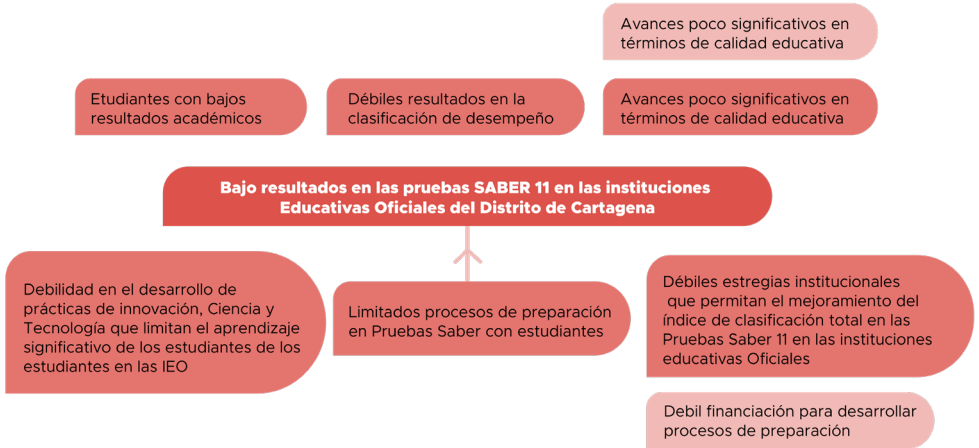 Avances poco significativos en
términos de calidad educativa
Etudiantes con bajos
resultados académicos
Débiles resultados en la
clasificación de desempeño
Avances poco significativos en
términos de calidad educativa
Bajo resultados en las pruebas SABER 11 en las instituciones
Educativas Oficiales del Distrito de Cartagena
Debilidad en el desarrollo de
prácticas de innovación, Ciencia y
Tecnología que limitan el aprendizaje
significativo de los estudiantes de los
estudiantes en las IEO
Limitados procesos de preparación
en Pruebas Saber con estudiantes
Débiles estregias institucionales
que permitan el mejoramiento del
índice de clasificación total en las
Pruebas Saber 11 en las instituciones
educativas Oficiales
Debil financiación para desarrollar
procesos de preparación